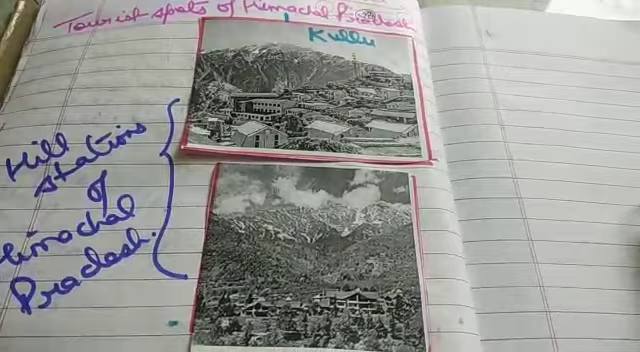 Tourist spots of Himachal Pradesh
Kullu
Hill
stations
of
Himachal
Pradesh.